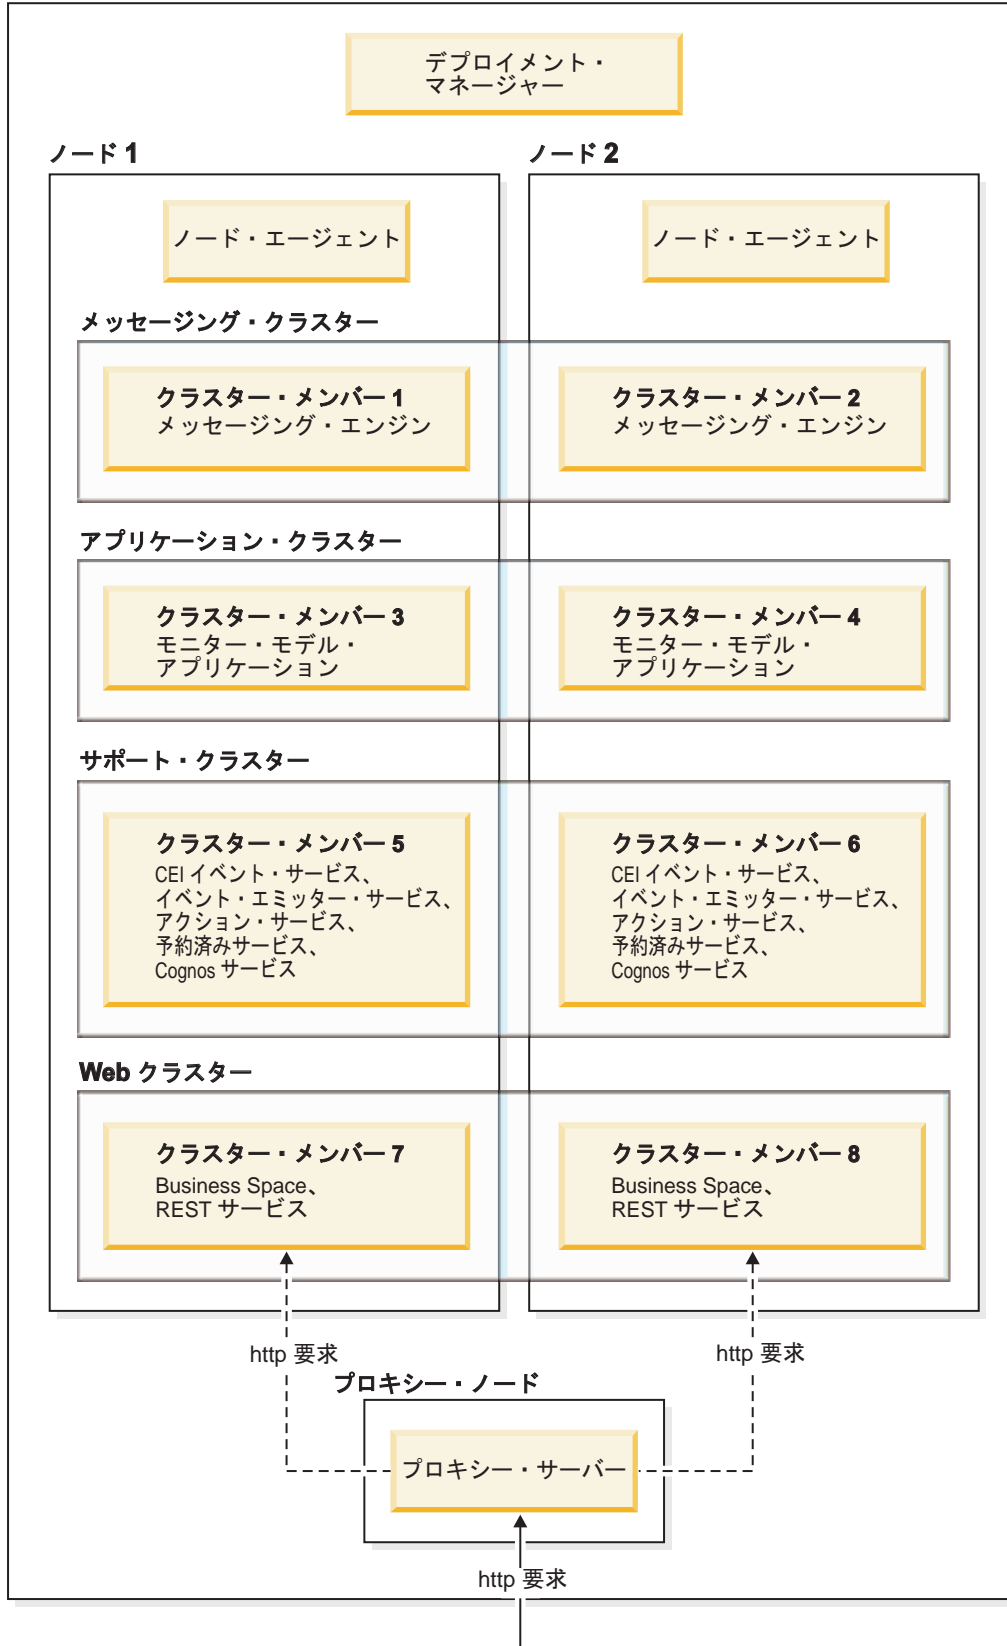 デプロイメント・
マネージャー
ノード 1
ノード 2
ノード・エージェント
ノード・エージェント
メッセージング・クラスター
クラスター・メンバー 1
メッセージング・エンジン
クラスター・メンバー 2
メッセージング・エンジン
アプリケーション・クラスター
クラスター・メンバー 3
モニター・モデル・
アプリケーション
クラスター・メンバー 4
モニター・モデル・
アプリケーション
サポート・クラスター
クラスター・メンバー 5
CEI イベント・サービス、
イベント・エミッター・サービス、
アクション・サービス、
予約済みサービス、
Cognos サービス
クラスター・メンバー 6
CEI イベント・サービス、
イベント・エミッター・サービス、
アクション・サービス、
予約済みサービス、
Cognos サービス
Web クラスター
クラスター・メンバー 7
Business Space、
REST サービス
クラスター・メンバー 8
Business Space、
REST サービス
http 要求
http 要求
プロキシー・ノード
プロキシー・サーバー
http 要求